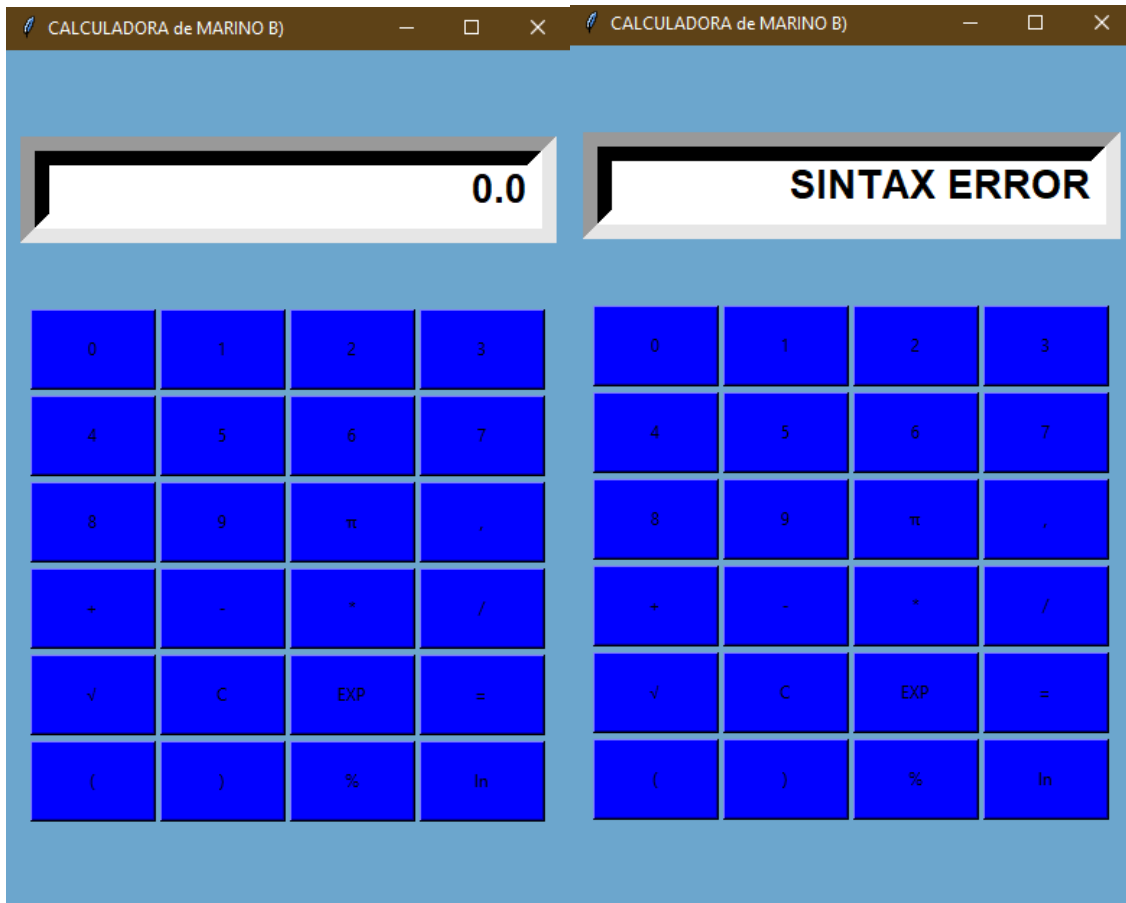 CALCULADORA de MARINO B)
0.0
0 1 2 3
4 5 6 7
8 9 π ,
+ - * /
√ C EXP =
( ) % ln
CALCULADORA de MARINO B)
SINTAX ERROR
0 1 2 3
4 5 6 7
8 9 π ,
+ - * /
√ C EXP =
( ) % ln